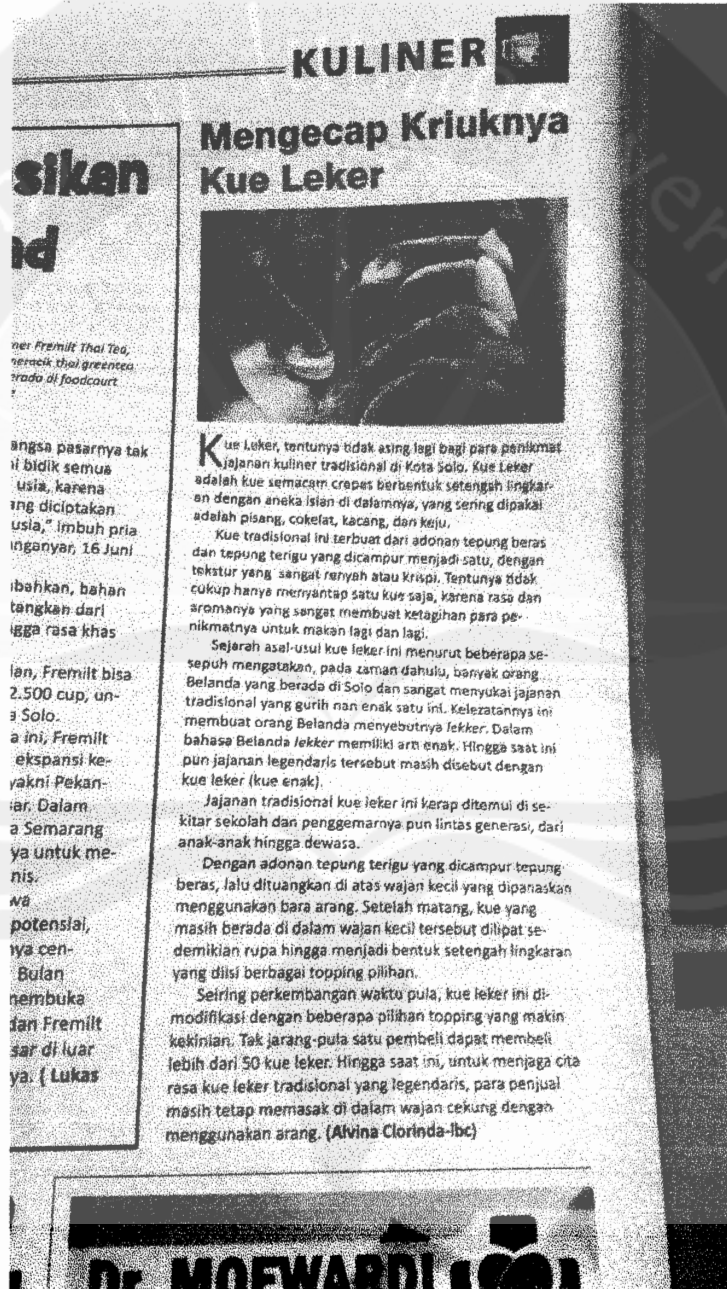 KULINER
sikan
nd
ner Fremilt Thai Tea,
neracik thai greentea
erada di foodcourt
angsa pasarnya tak
ni bidik semua
usia, karena
ang diciptakan
usia," imbuh pria
nganyar, 16 Juni
bahkan, bahan
tangkan dari
gga rasa khas
lan, Fremilt bisa
2.500 cup, un-
a Solo.
a ini, Fremilt
ekspansi ke-
yakni Pekan-
sar. Dalam
a Semarang
ya untuk me-
nis.
wa
potensial,
nya cen-
Bulan
membuka
dan Fremilt
sar di luar
ya. ( Lukas
Mengecap Kriuknya
Kue Leker
Kue Leker, tentunya tidak asing lagi bagi para penikmat
jajanan kuliner tradisional di Kota Solo. Kue Leker
adalah kue semacam crepes berbentuk setengah lingkar-
an dengan aneka isian di dalamnya, yang sering dipakai
adalah pisang, cokelat, kacang, dan keju.
Kue tradisional ini terbuat dari adonan tepung beras
dan tepung terigu yang dicampur menjadi satu, dengan
tekstur yang sangat renyah atau krispi. Tentunya tidak
cukup hanya menyantap satu kue saja, karena rasa dan
aromanya yang sangat membuat ketagihan para pe-
nikmatnya untuk makan lagi dan lagi.
Sejarah asal-usul kue leker ini menurut beberapa se-
sepuh mengatakan, pada zaman dahulu, banyak orang
Belanda yang berada di Solo dan sangat menyukai jajanan
tradisional yang gurih nan enak satu ini. Kelezatannya ini
membuat orang Belanda menyebutnya lekker. Dalam
bahasa Belanda lekker memiliki arti enak. Hingga saat ini
pun jajanan legendaris tersebut masih disebut dengan
kue leker (kue enak).
Jajanan tradisional kue leker ini kerap ditemui di se-
kitar sekolah dan penggemarnya pun lintas generasi, dari
anak-anak hingga dewasa.
Dengan adonan tepung terigu yang dicampur tepung
beras, lalu dituangkan di atas wajan kecil yang dipanaskan
menggunakan bara arang. Setelah matang, kue yang
masih berada di dalam wajan kecil tersebut dilipat se-
demikian rupa hingga menjadi bentuk setengah lingkaran
yang diisi berbagai topping pilihan.
Seiring perkembangan waktu pula, kue leker ini di-
modifikasi dengan beberapa pilihan topping yang makin
kekinian. Tak jarang pula satu pembeli dapat membeli
lebih dari 50 kue leker. Hingga saat ini, untuk menjaga cita
rasa kue leker tradisional yang legendaris, para penjual
masih tetap memasak di dalam wajan cekung dengan
menggunakan arang. (Alvina Clorinda-lbc)
Dr. MOEWARDI